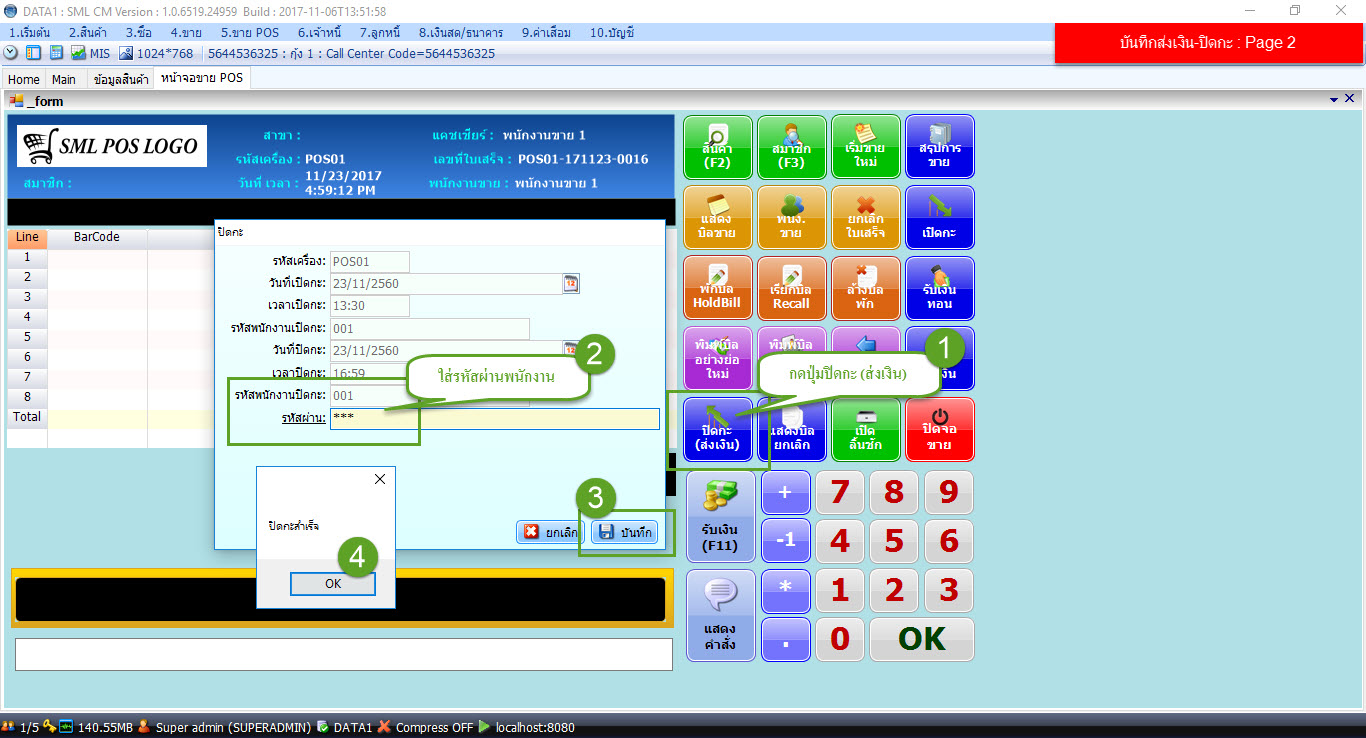 DATA1 : SML CM Version : 1.0.6519.24959 Build : 2017-11-06T13:51:58
1.เริ่มต้น 2.สินค้า 3.ซื้อ 4.ขาย 5.ขาย POS 6.เจ้าหนี้ 7.ลูกหนี้ 8.เงินสด/ธนาคาร 9.ค่าเสื่อม 10.บัญชี
บันทึกส่งเงิน-ปิดกะ : Page 2
MIS 1024*768 5644536325 : กุ้ง 1 : Call Center Code=5644536325
Home Main ข้อมูลสินค้า หน้าจอขาย POS
_form
SML POS LOGO
สาขา :
แคชเชียร์ : พนักงานขาย 1
รหัสเครื่อง : POS01
เลขที่ใบเสร็จ : POS01-171123-0016
สมาชิก :
วันที่ เวลา : 11/23/2017
4:59:12 PM
พนักงานขาย : พนักงานขาย 1
Line BarCode
1
2
3
4
5
6
7
8
Total
ปิดกะ
รหัสเครื่อง: POS01
วันที่เปิดกะ: 23/11/2560
เวลาเปิดกะ: 13:30
รหัสพนักงานเปิดกะ: 001
วันที่ปิดกะ: 23/11/2560
เวลาปิดกะ: 16:59
รหัสพนักงานปิดกะ: 001
รหัสผ่าน: ***
2
ใส่รหัสผ่านพนักงาน
3
ยกเลิก บันทึก
ปิดกะสำเร็จ
4
OK
สินค้า
(F2)
สมาชิก
(F3)
เริ่มขาย
ใหม่
สรุปการ
ขาย
แสดง
บิลขาย
พนง.
ขาย
ยกเลิก
ใบเสร็จ
เปิดกะ
พักบิล
HoldBill
เรียกบิล
Recall
ล้างบิล
พัก
รับเงิน
ทอน
พิมพ์บิล
อย่างย่อ
ใหม่
พิมพ์บิล
1
กดปุ่มปิดกะ (ส่งเงิน)
ปิดกะ
(ส่งเงิน)
แสดงบิล
ยกเลิก
เปิด
ลิ้นชัก
ปิดจอ
ขาย
รับเงิน
(F11)
+ 7 8 9
-1 4 5 6
แสดง
คำสั่ง
* 1 2 3
. 0 OK
1/5 140.55MB Super admin (SUPERADMIN) DATA1 Compress OFF localhost:8080